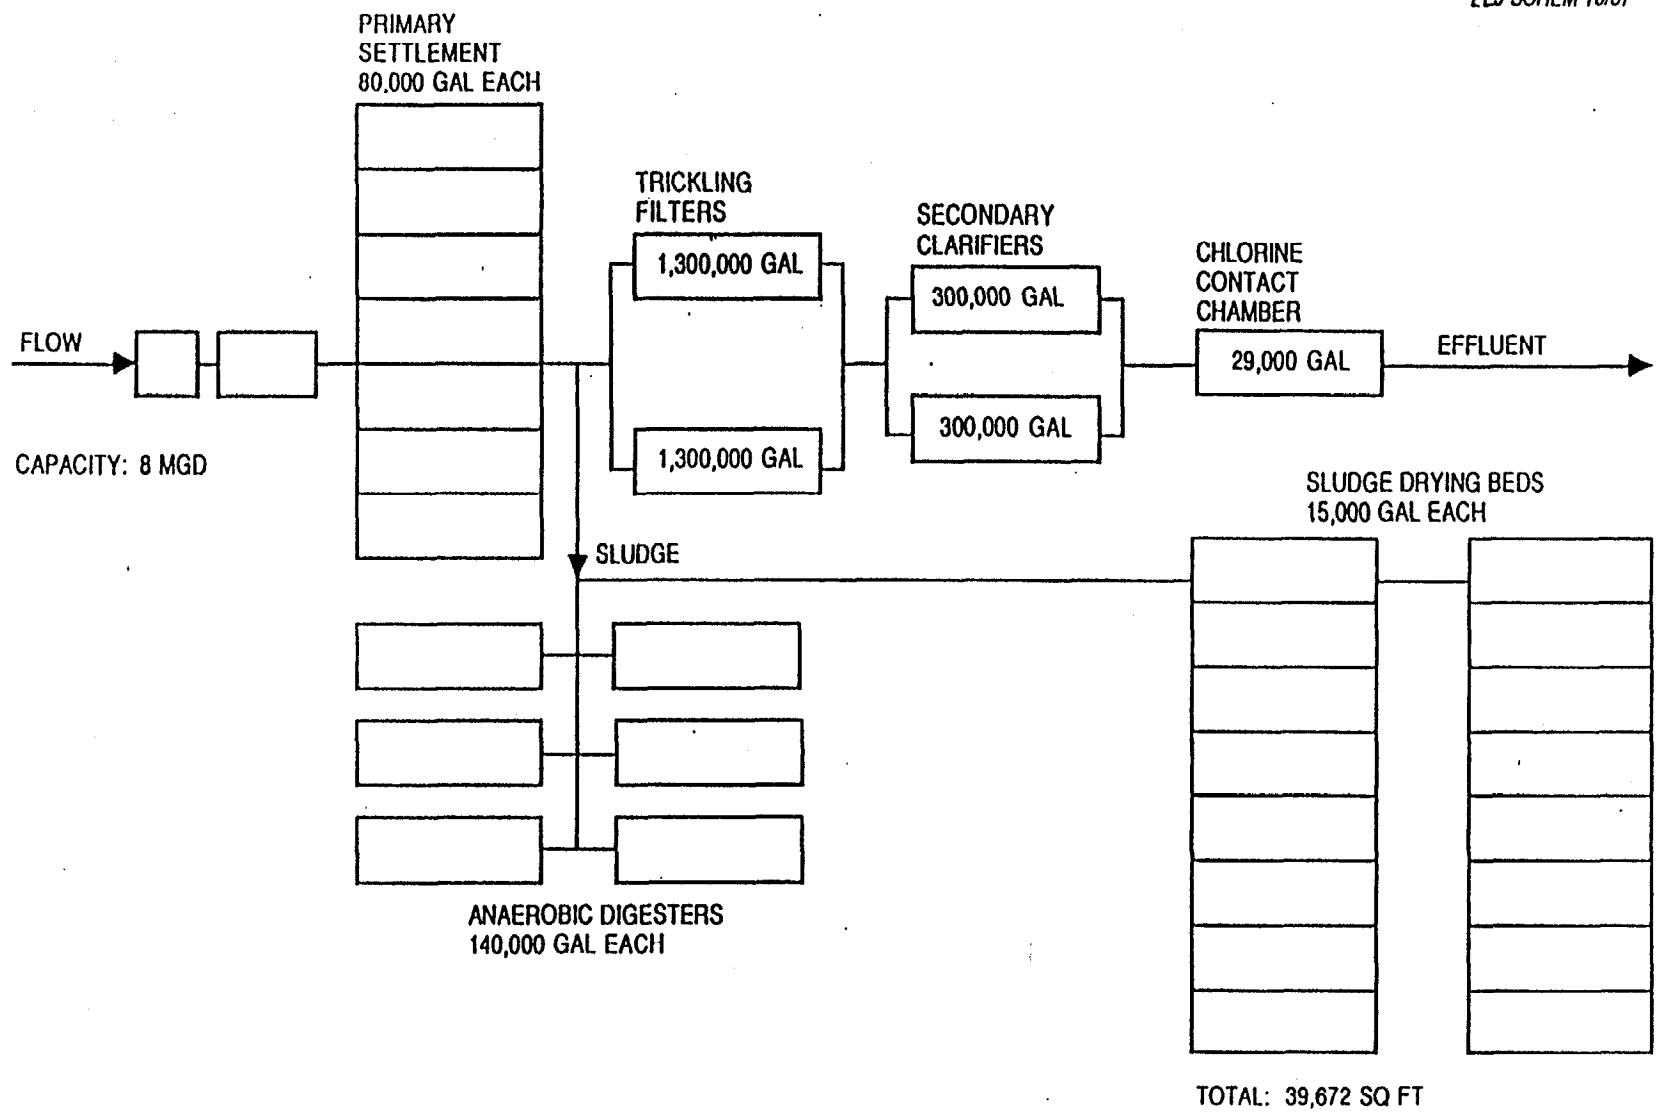 PRIMARY
SETTLEMENT
80,000 GAL EACH
TRICKLING
FILTERS
1,300,000 GAL
1,300,000 GAL
SECONDARY
CLARIFIERS
300,000 GAL
300,000 GAL
CHLORINE
CONTACT
CHAMBER
29,000 GAL
FLOW
EFFLUENT
CAPACITY: 8 MGD
SLUDGE DRYING BEDS
15,000 GAL EACH
SLUDGE
ANAEROBIC DIGESTERS
140,000 GAL EACH
TOTAL: 39,672 SQ FT